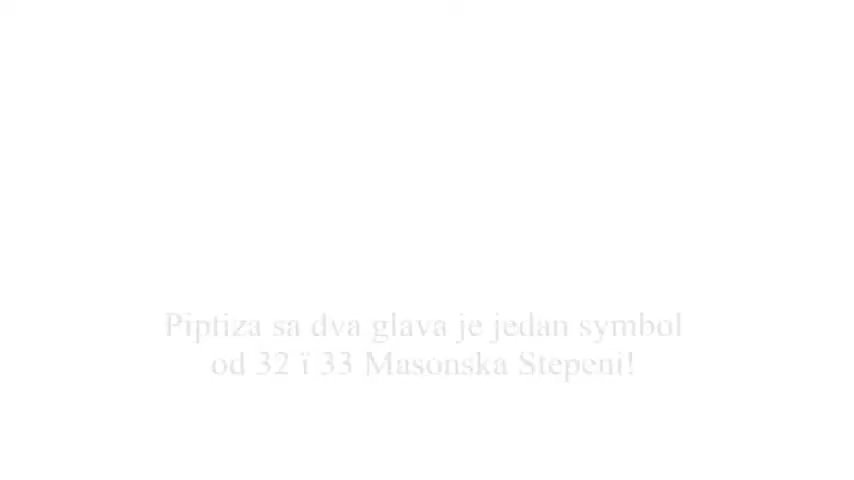 Piptiza sa dva glava je jedan symbol
od 32 ï 33 Masonska Stepeni!